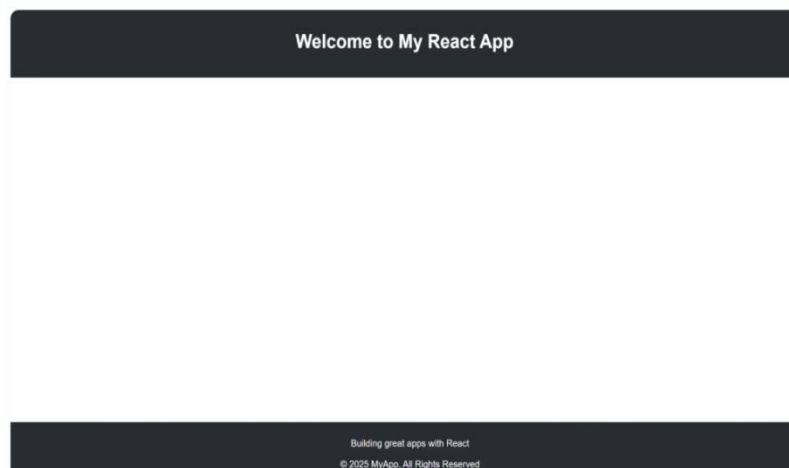 Welcome to My React App
Building great apps with React
© 2025 MyApp. All Rights Reserved